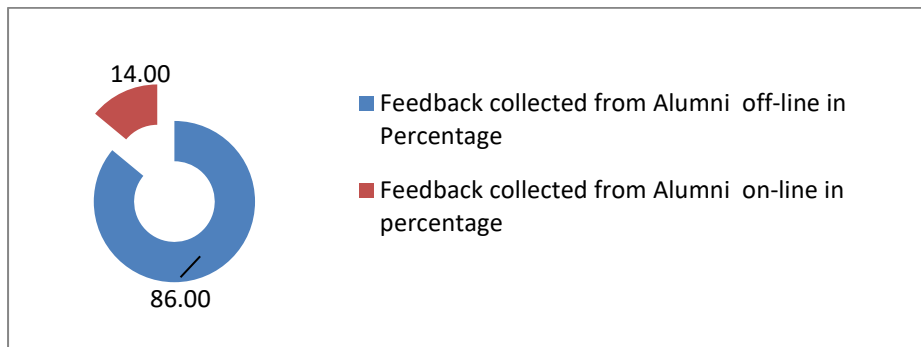 14.00
Feedback collected from Alumni off-line in
Percentage
Feedback collected from Alumni on-line in
percentage
86.00